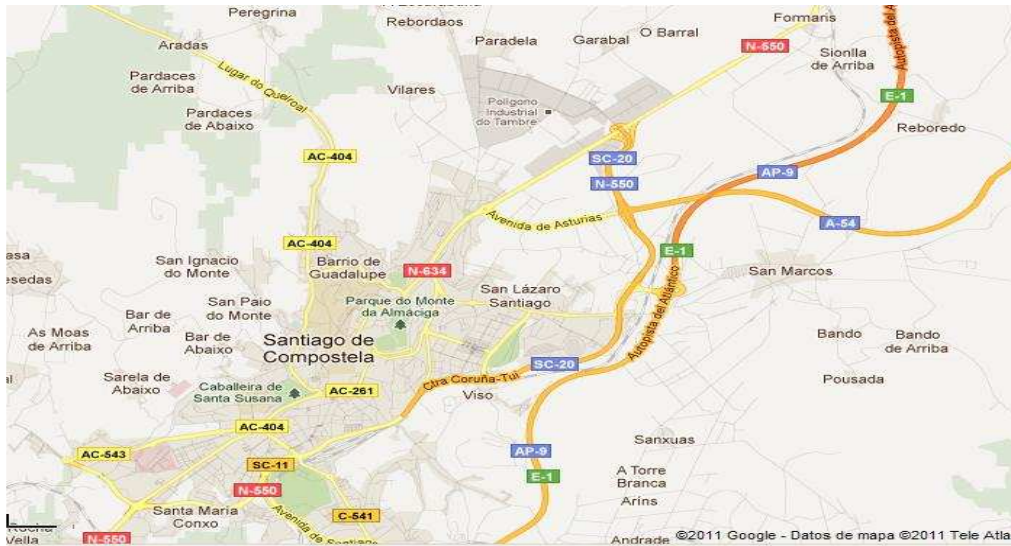 Peregrina
Rebordaos
Formaris
Aradas
Paradela
Garabal
O Barral
N-550
Sionlla
de Arriba
Autopista del A
Lugar do Queiroal
Pardaces
de Arriba
Vilares
E-1
Polígono
Industrial
do Tambre
Pardaces
de Abaixo
Reboredo
AC-404
SC-20
AP-9
N-550
Avenida de Asturias
A-54
AC-404
E-1
San Ignacio
do Monte
Barrio de
Guadalupe
N-634
San Marcos
San Lázaro
Santiago
Parque do Monte
da Almáciga
San Paio
do Monte
Bar de
Arriba
Autopista del Atlántico
As Moas
de Arriba
Bar de
Abaixo
Santiago de
Compostela
Bando
Bando
de Arriba
SC-20
Ctra Coruña-Tui
Pousada
Sarela de
Abaixo
Caballeira de
Santa Susana
AC-261
Viso
AC-404
Sanxuas
AC-543
AP-9
SC-11
E-1
A Torre
Branca
N-550
Arins
Santa María
Conxo
C-541
Avenida de Santiago
Vella
N-550
Andrade
©2011 Google - Datos de mapa ©2011 Tele Atla